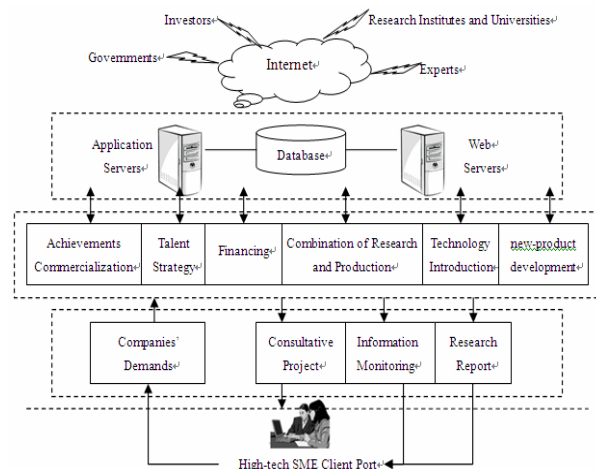 Investors
Research Institutes and Universities
Governments
Internet
Experts
Application
Servers
Database
Web
Servers
Achievements
Commercialization
Talent
Strategy
Financing
Combination of Research
and Production
Technology
Introduction
new-product
development
Companies'
Demands
Consultative
Project
Information
Monitoring
Research
Report
High-tech SME Client Port